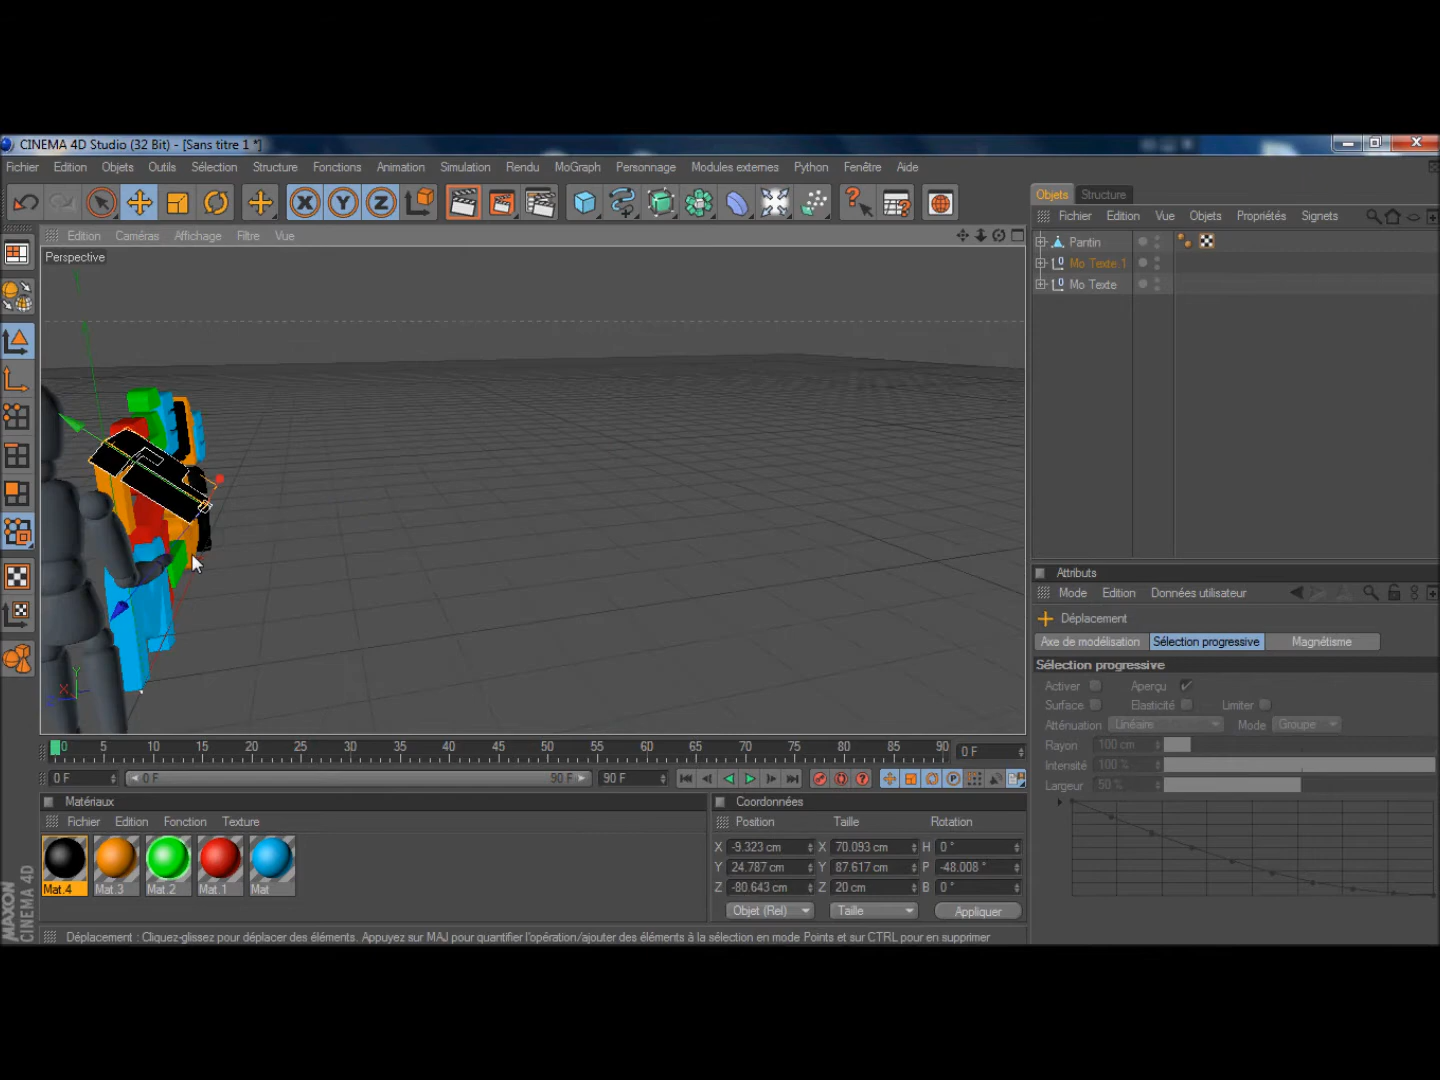 CINEMA 4D Studio (32 Bit) - [Sans titre 1 *]
Fichier Edition Objets Outils Sélection Structure Fonctions Animation Simulation Rendu MoGraph Personnage Modules externes Python Fenêtre Aide
X Y Z
Objets Structure
Fichier Edition Vue Objets Propriétés Signets
Edition Caméras Affichage Filtre Vue
Perspective
Pantin
Mo Texte.1
Mo Texte
Attributs
Mode Edition Données utilisateur
Déplacement
Axe de modélisation Sélection progressive Magnétisme
Sélection progressive
Activer Aperçu
Surface Elasticité Limiter
Atténuation Linéaire Mode Groupe
Rayon 100 cm
Intensité 100 %
Largeur 50 %
Y
X
0 5 10 15 20 25 30 35 40 45 50 55 60 65 70 75 80 85 90 0 F
0 F 0 F 90 F 90 F
Matériaux
Fichier Edition Fonction Texture
Mat.4 Mat.3 Mat.2 Mat.1 Mat
Coordonnées
Position Taille Rotation
X -9.323 cm X 70.093 cm H 0 °
Y 24.787 cm Y 87.617 cm P -48.008 °
Z -80.643 cm Z 20 cm B 0 °
Objet (Rel) Taille Appliquer
MAXON
CINEMA 4D
Déplacement : Cliquez-glissez pour déplacer des éléments. Appuyez sur MAJ pour quantifier l'opération/ajouter des éléments à la sélection en mode Points et sur CTRL pour en supprimer